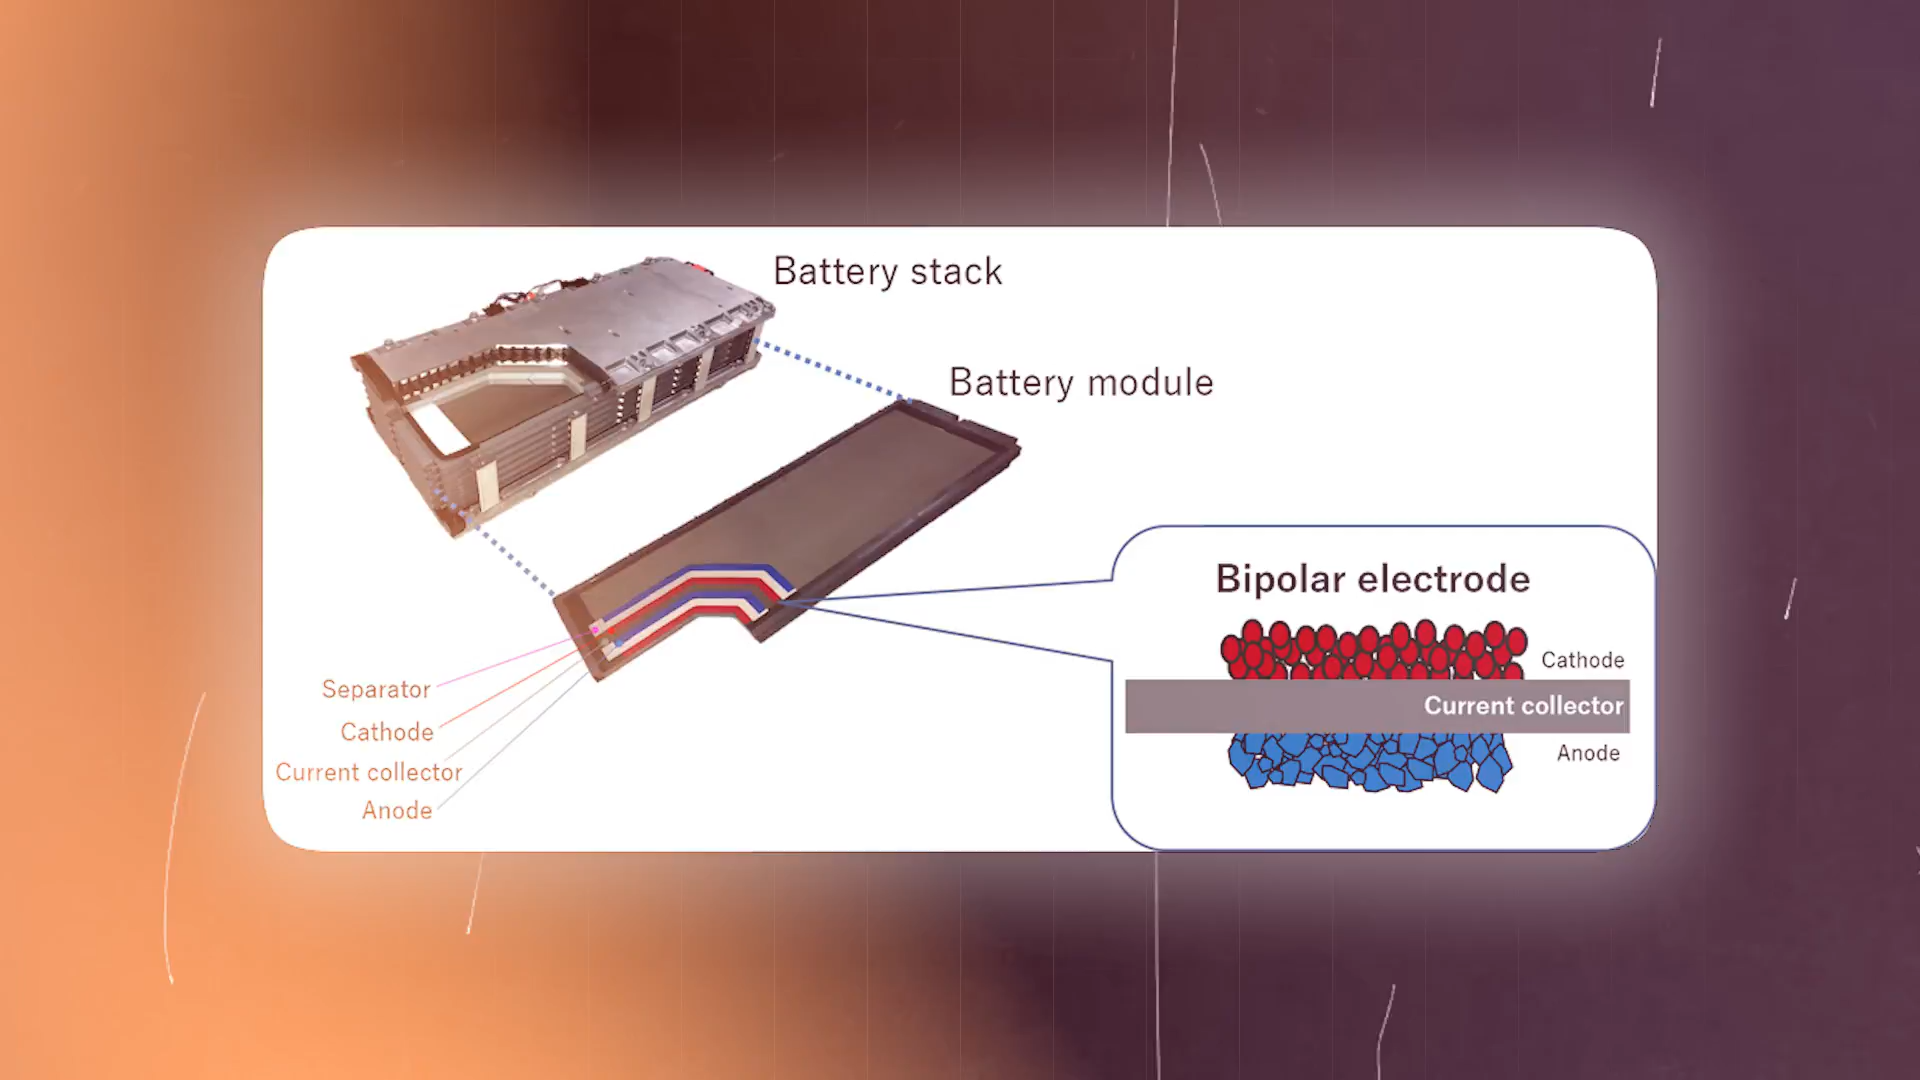 Battery stack
Battery module
Bipolar electrode
Cathode
Current collector
Anode
Separator
Cathode
Current collector
Anode